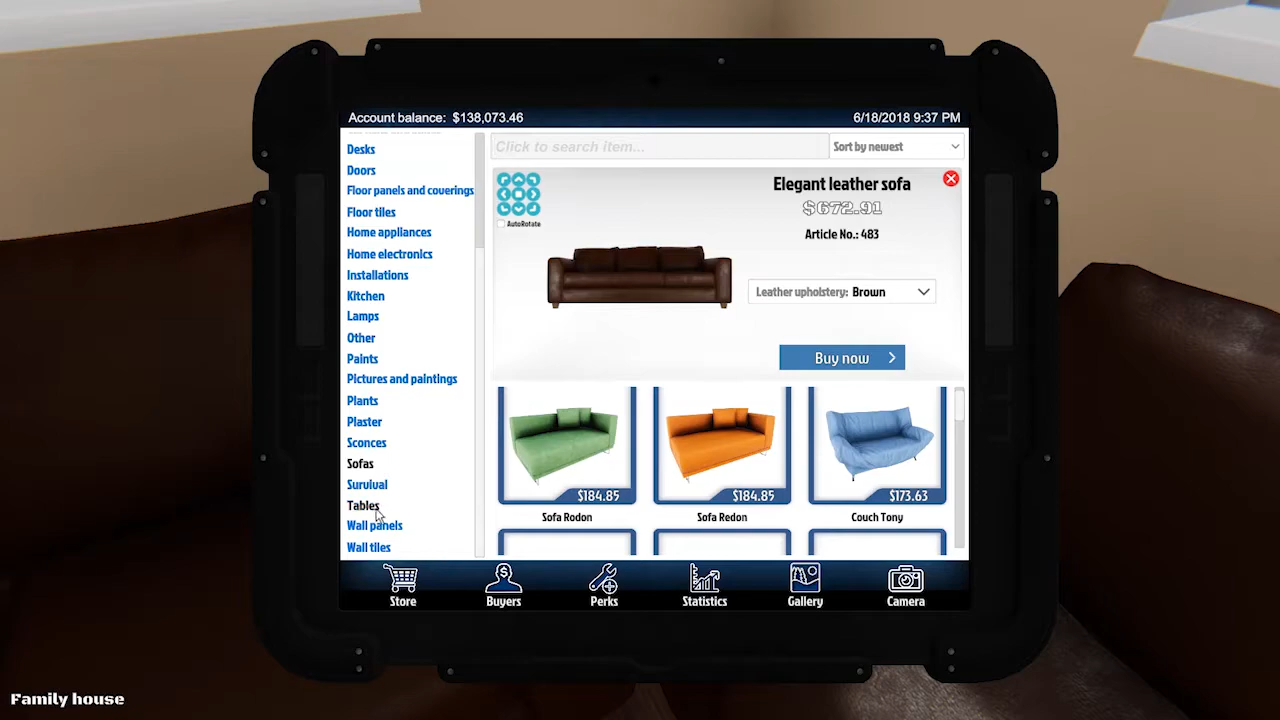 Account balance: $138,073.46
6/18/2018 9:37 PM
Desks
Doors
Floor panels and coverings
Floor tiles
Home appliances
Home electronics
Installations
Kitchen
Lamps
Other
Paints
Pictures and paintings
Plants
Plaster
Sconces
Sofas
Survival
Tables
Wall panels
Wall tiles
Click to search item...
Sort by newest
AutoRotate
Elegant leather sofa
$672.91
Article No.: 483
Leather upholstery: Brown
Buy now
$184.85
$184.85
$173.63
Sofa Rodon
Sofa Redon
Couch Tony
Store
Buyers
Perks
Statistics
Gallery
Camera
Family house